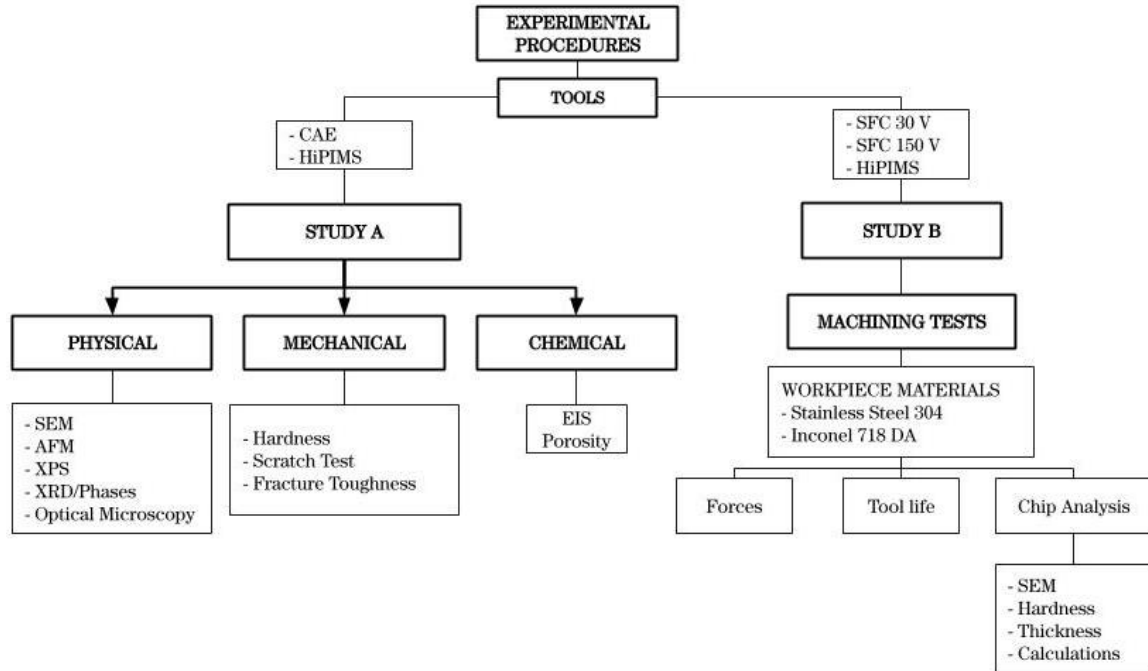 EXPERIMENTAL
PROCEDURES
TOOLS
- CAE
- HiPIMS
- SFC 30 V
- SFC 150 V
- HiPIMS
STUDY A
STUDY B
PHYSICAL
MECHANICAL
CHEMICAL
MACHINING TESTS
- SEM
- AFM
- XPS
- XRD/Phases
- Optical Microscopy
- Hardness
- Scratch Test
- Fracture Toughness
EIS
Porosity
WORKPIECE MATERIALS
- Stainless Steel 304
- Inconel 718 DA
Forces
Tool life
Chip Analysis
- SEM
- Hardness
- Thickness
- Calculations